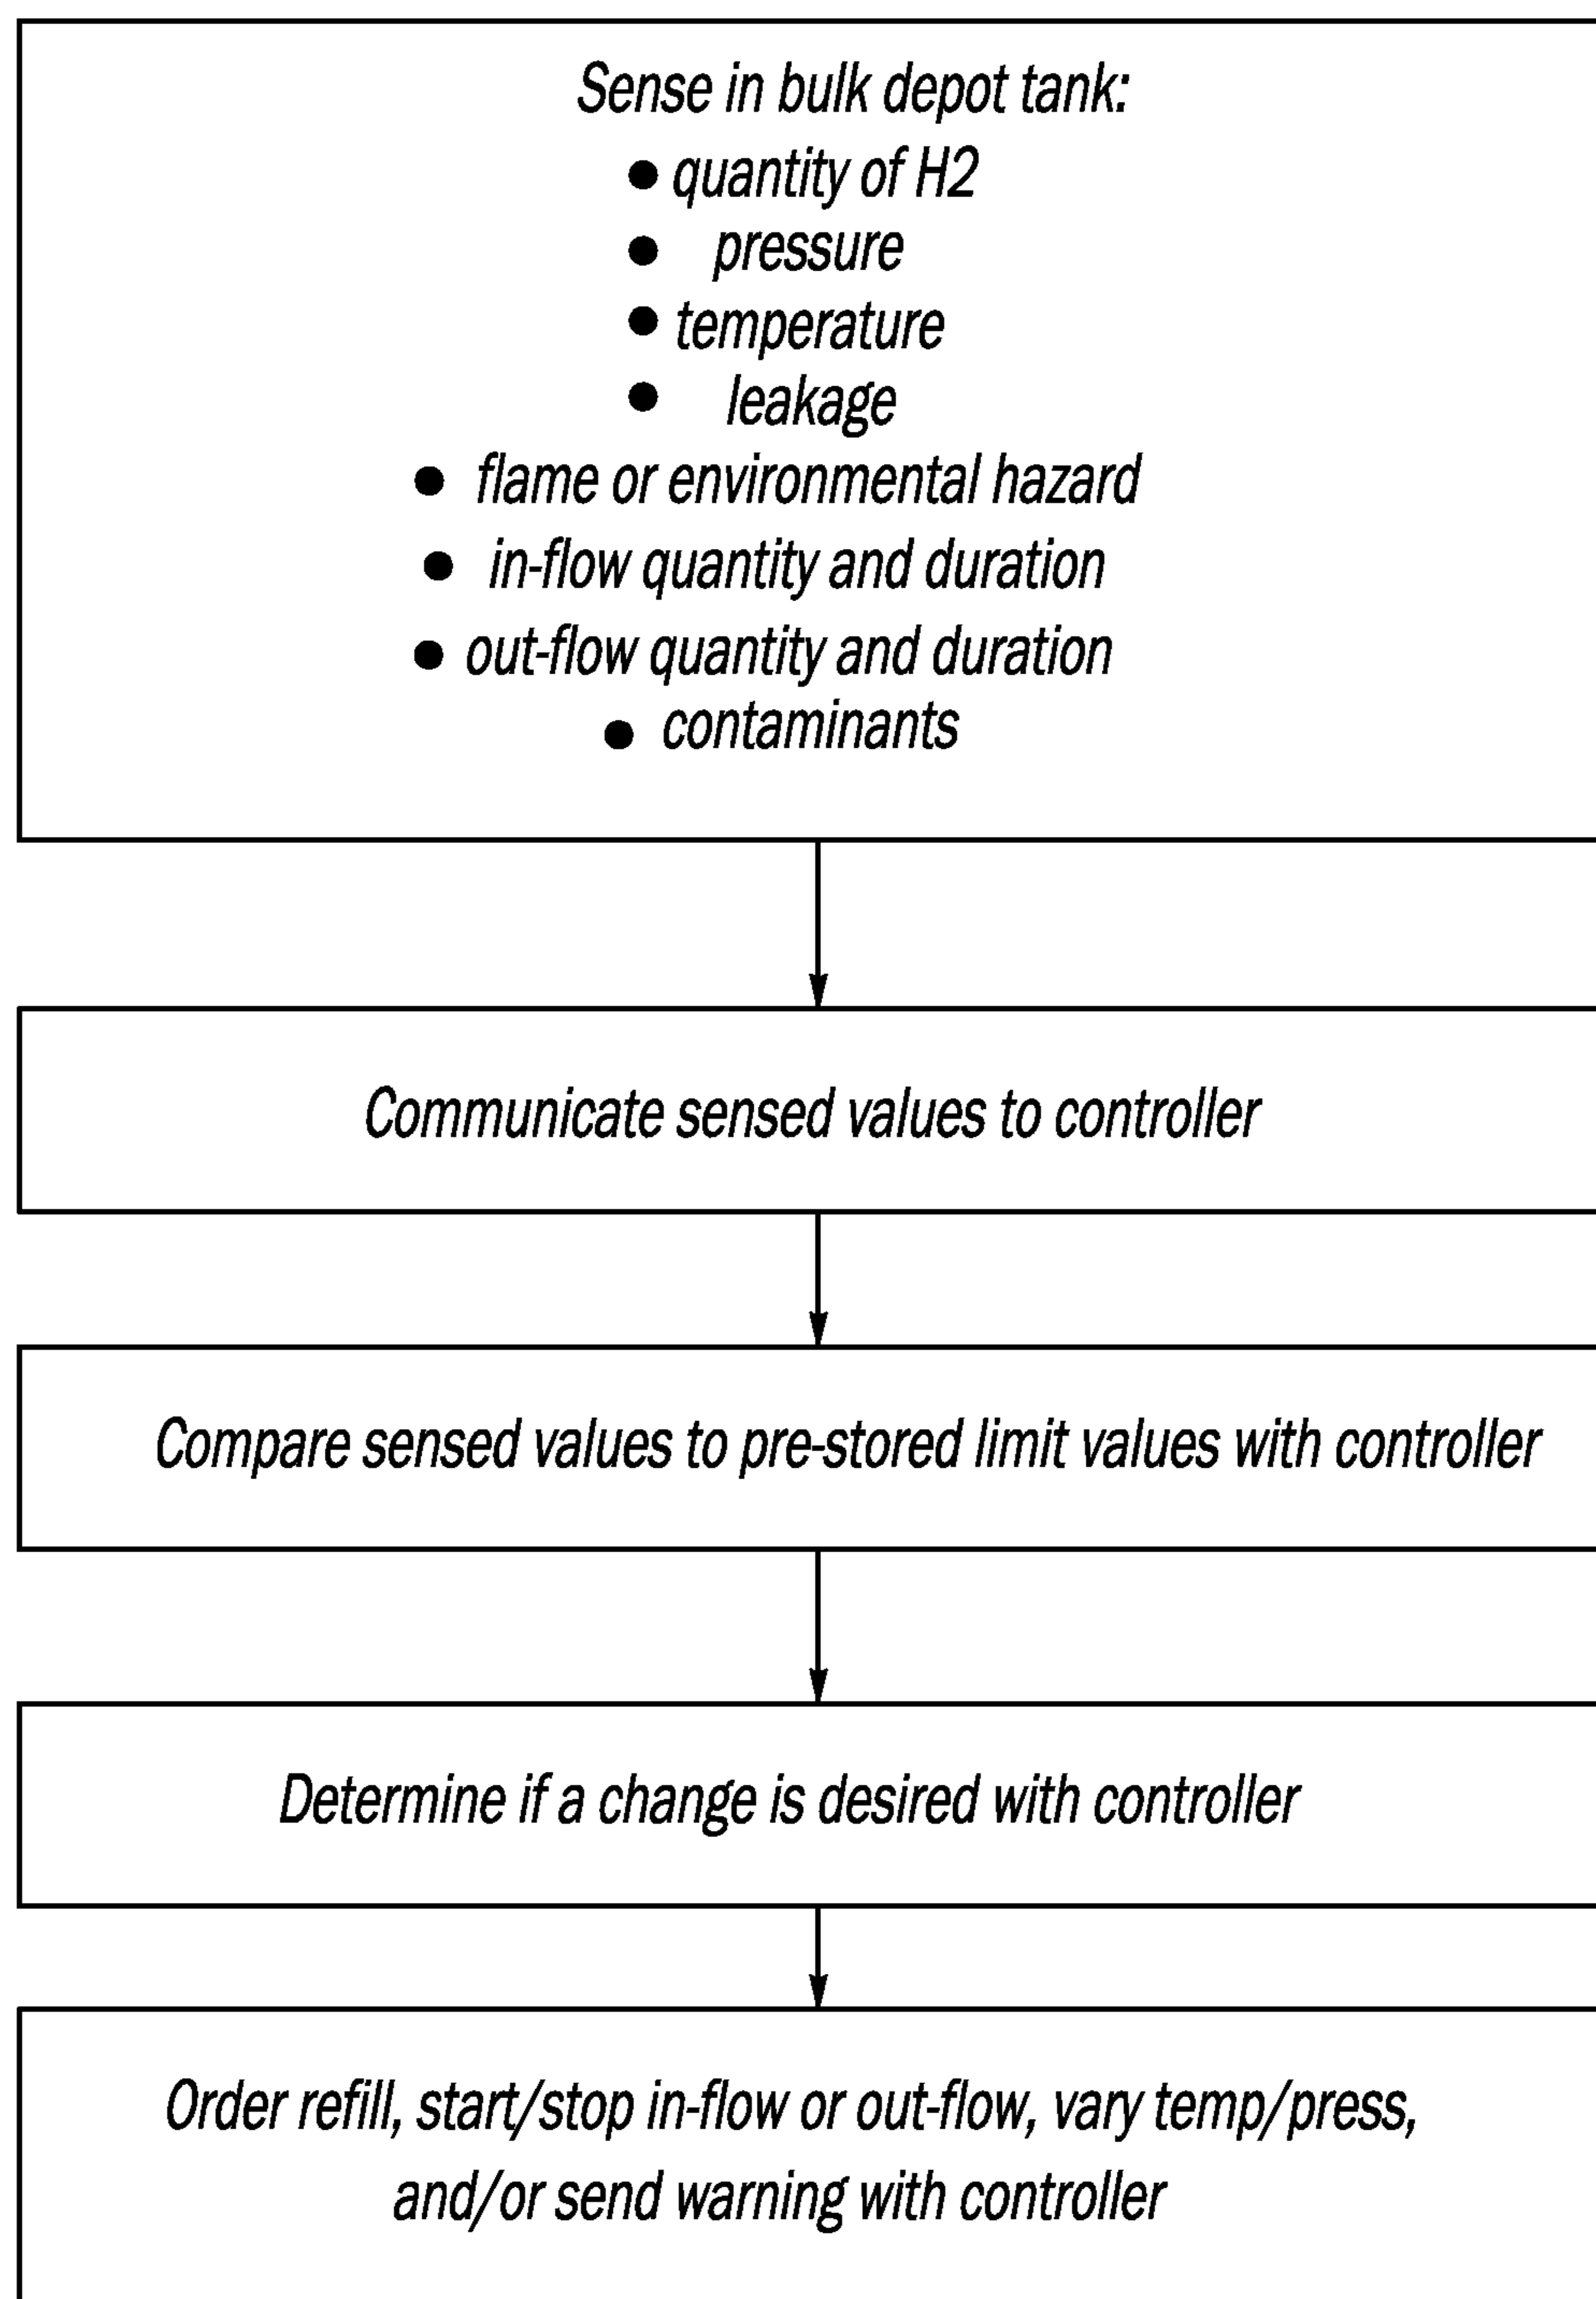 Sense in bulk depot tank:
● quantity of H2
● pressure
● temperature
● leakage
● flame or environmental hazard
● in-flow quantity and duration
● out-flow quantity and duration
● contaminants
Communicate sensed values to controller
Compare sensed values to pre-stored limit values with controller
Determine if a change is desired with controller
Order refill, start/stop in-flow or out-flow, vary temp/press,
and/or send warning with controller